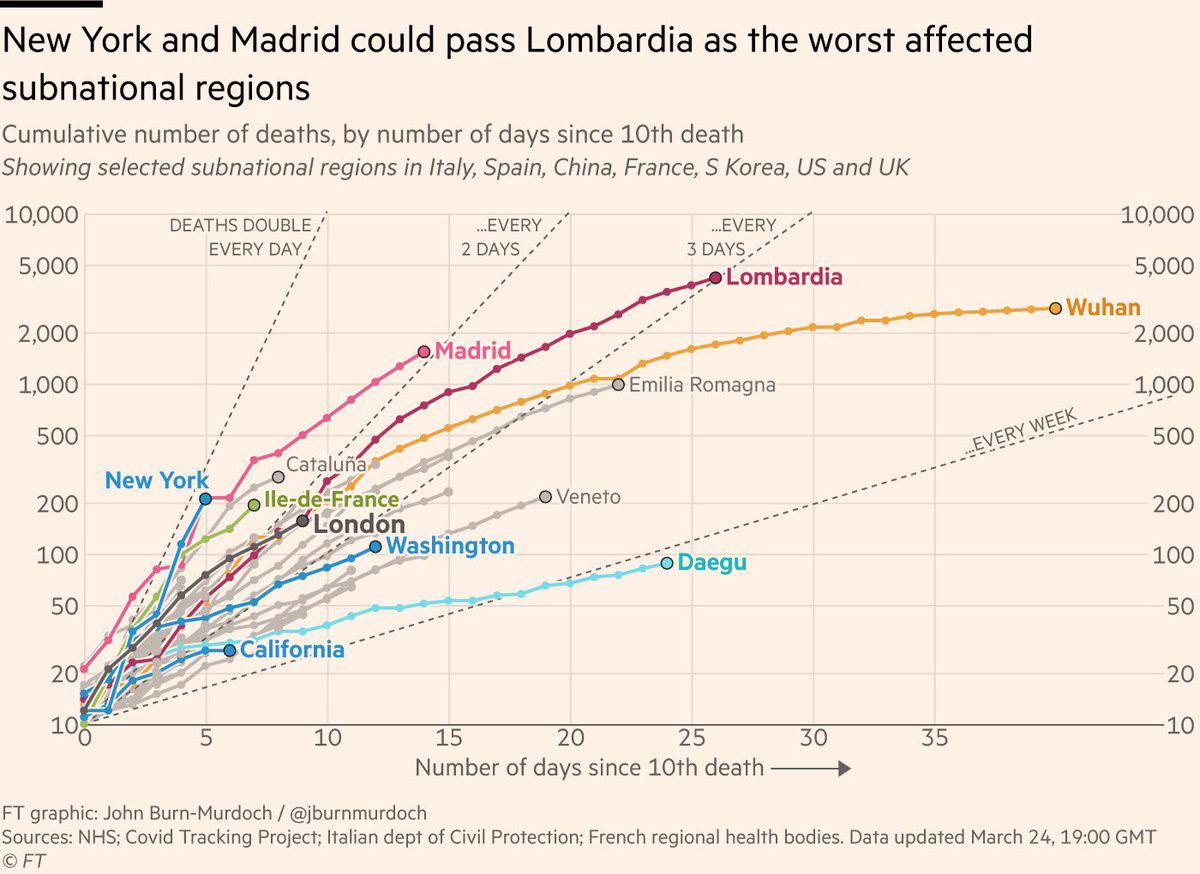 New York and Madrid could pass Lombardia as the worst affected
subnational regions
Cumulative number of deaths, by number of days since 10th death
Showing selected subnational regions in Italy, Spain, China, France, S Korea, US and UK
10,000
10,000
DEATHS DOUBLE
EVERY DAY
...EVERY
2 DAYS
...EVERY
3 DAYS
5,000
5,000
Lombardia
Wuhan
2,000
2,000
Madrid
1,000
Emilia Romagna
1,000
...EVERY WEEK
500
500
Cataluña
New York
Ile-de-France
200
Veneto
200
London
Washington
100
100
Daegu
50
50
California
20
20
10
10
0
5
10
15
20
25
30
35
Number of days since 10th death
FT graphic: John Burn-Murdoch / @jburnmurdoch
Sources: NHS; Covid Tracking Project; Italian dept of Civil Protection; French regional health bodies. Data updated March 24, 19:00 GMT
© FT